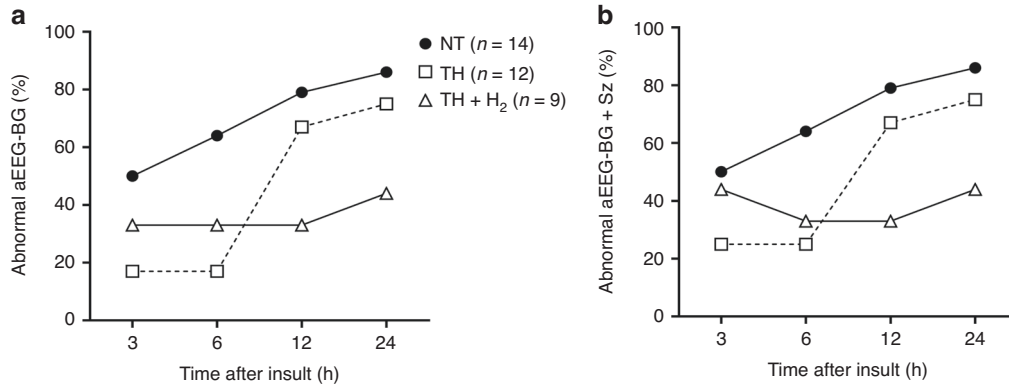 a
Abnormal aEEG-BG (%)
100
80
60
40
20
0
3 6 12 24
Time after insult (h)
NT (n = 14)
TH (n = 12)
TH + H₂ (n = 9)
b
Abnormal aEEG-BG + Sz (%)
100
80
60
40
20
0
3 6 12 24
Time after insult (h)